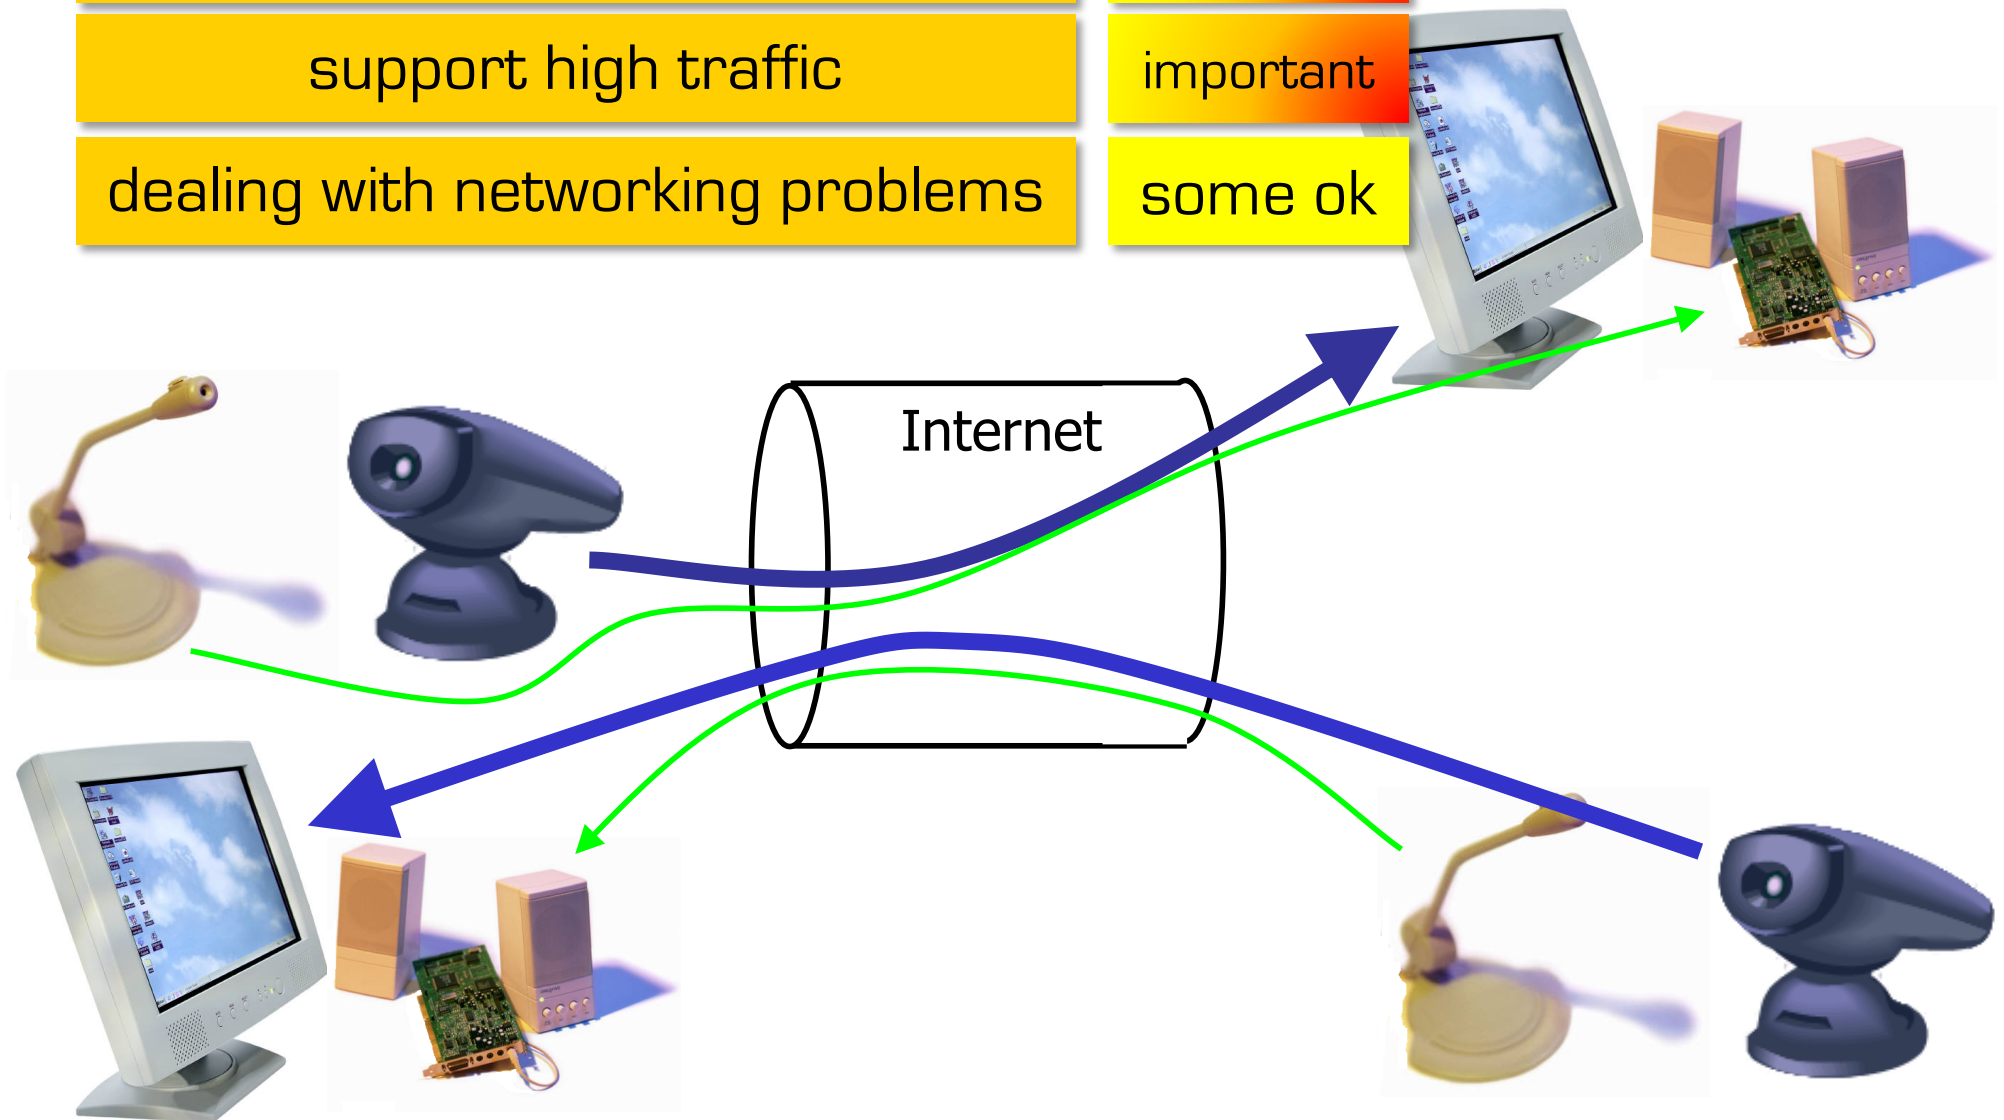 support high traffic
important
dealing with networking problems
some ok
Internet